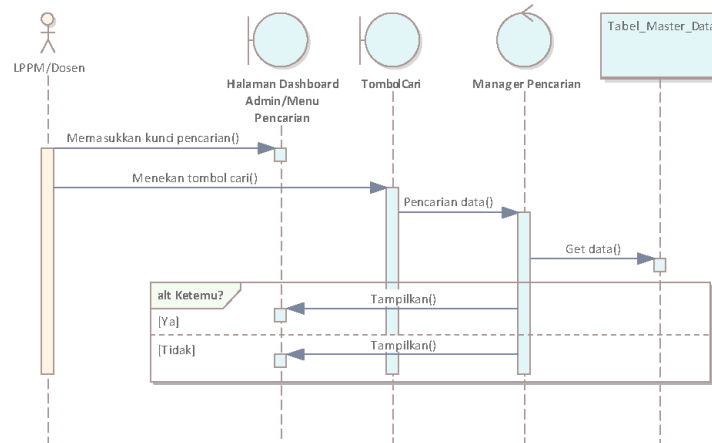 LPPM/Dosen
Halaman Dashboard
Admin/Menu
Pencarian
TombolCari
Manager Pencarian
Tabel_Master_Data
Memasukkan kunci pencarian()
Menekan tombol cari()
Pencarian data()
Get data()
alt Ketemu?
Tampilkan()
[Ya]
Tampilkan()
[Tidak]